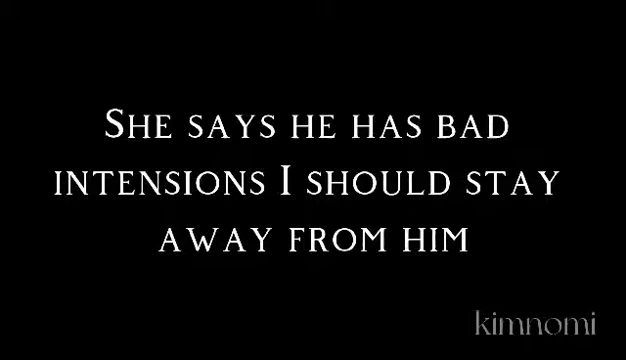 She says he has bad
intensions I should stay
away from him
kimnomi